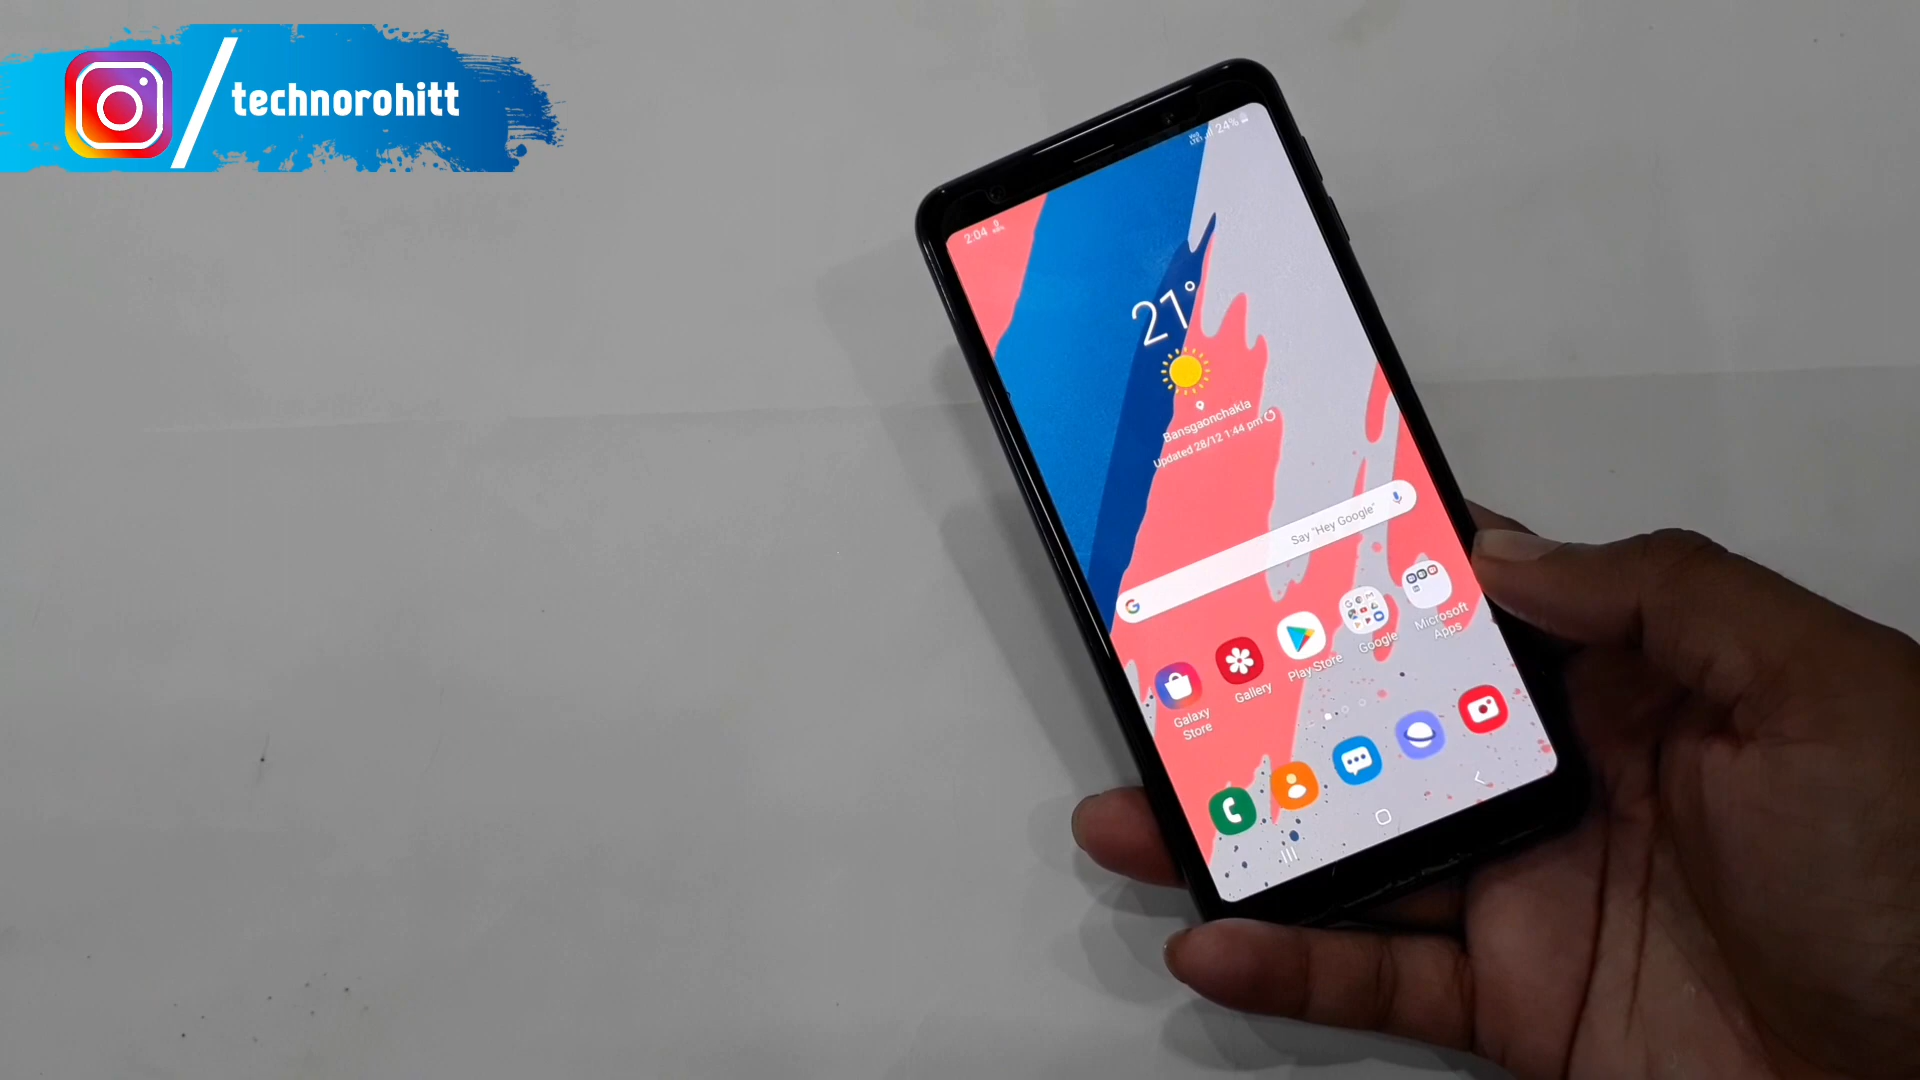 technorohitt
2:04
24%
21°
Bansgaonchakla
Updated 28/12 1:44 pm
Say "Hey Google"
Galaxy
Store
Gallery
Play Store
Google
Microsoft
Apps